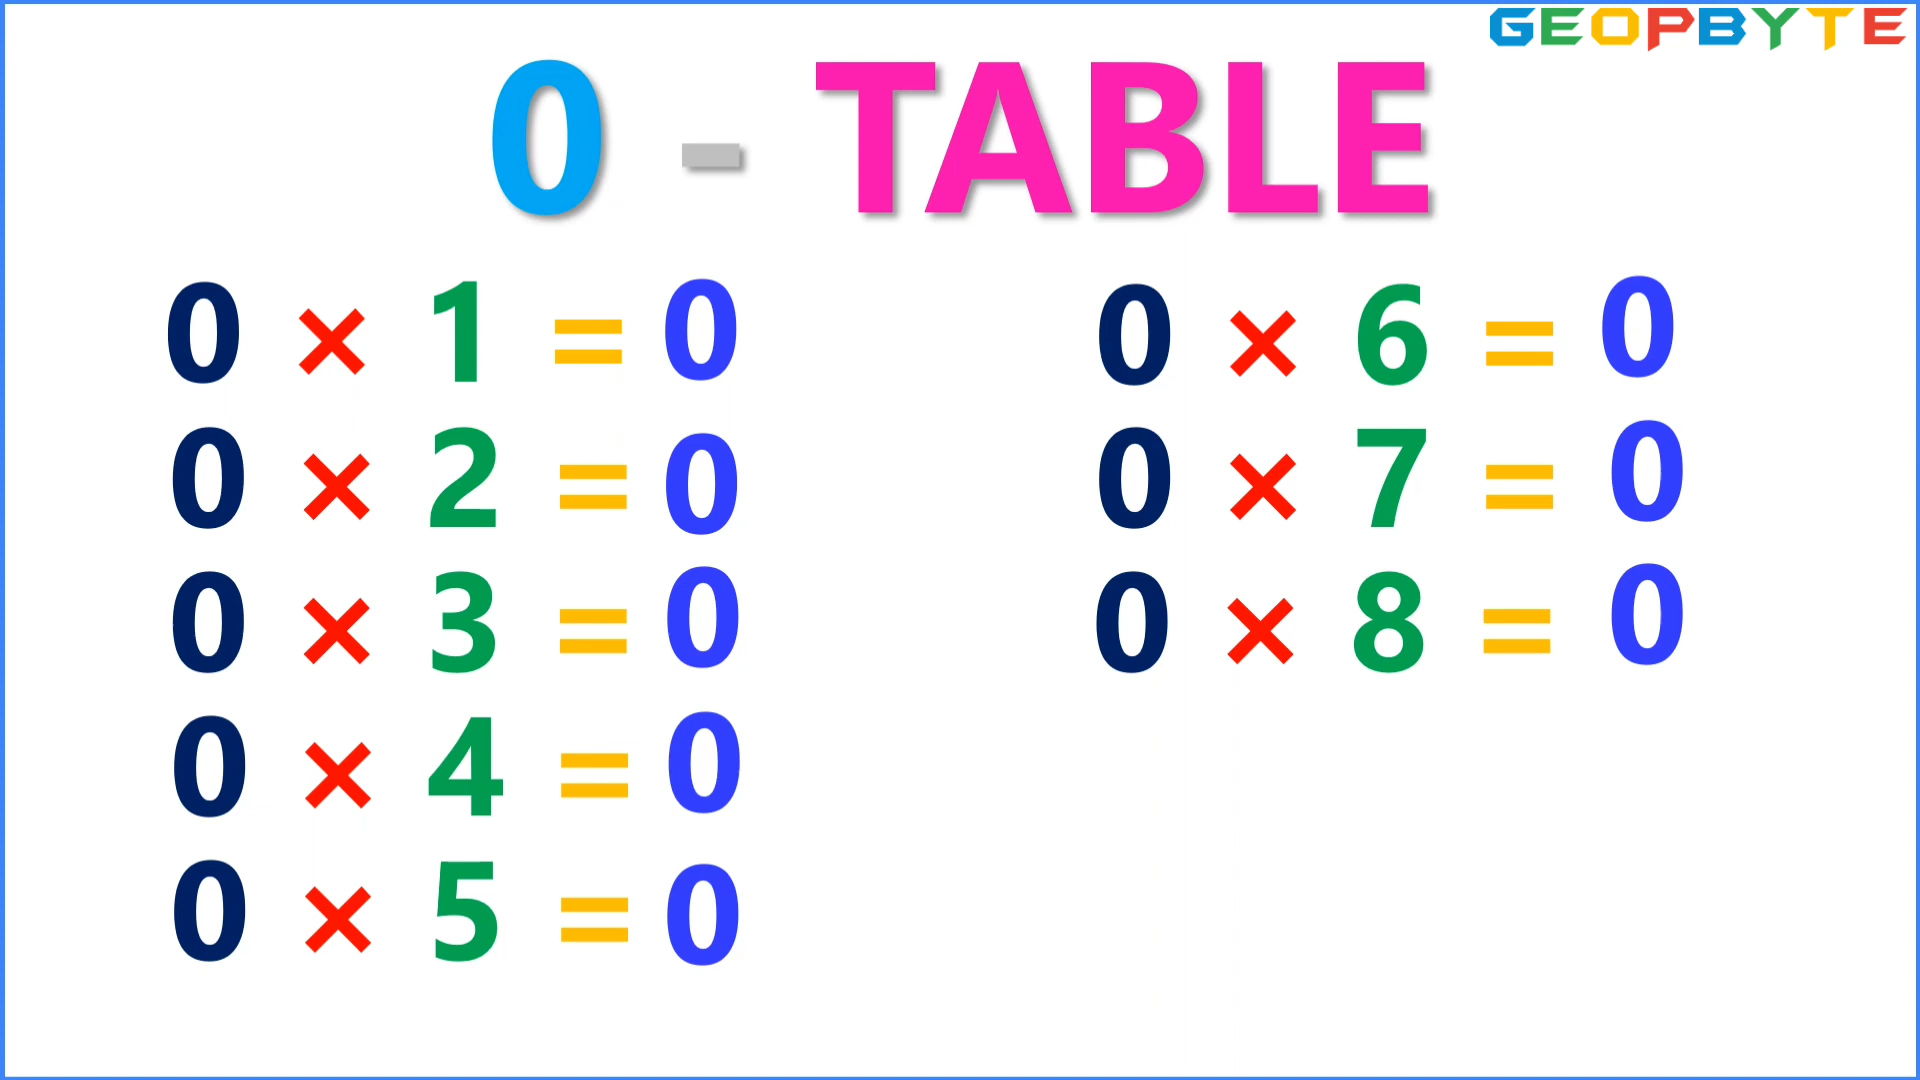 GEOPBYTE
0 - TABLE
0 × 1 = 0
0 × 2 = 0
0 × 3 = 0
0 × 4 = 0
0 × 5 = 0
0 × 6 = 0
0 × 7 = 0
0 × 8 = 0